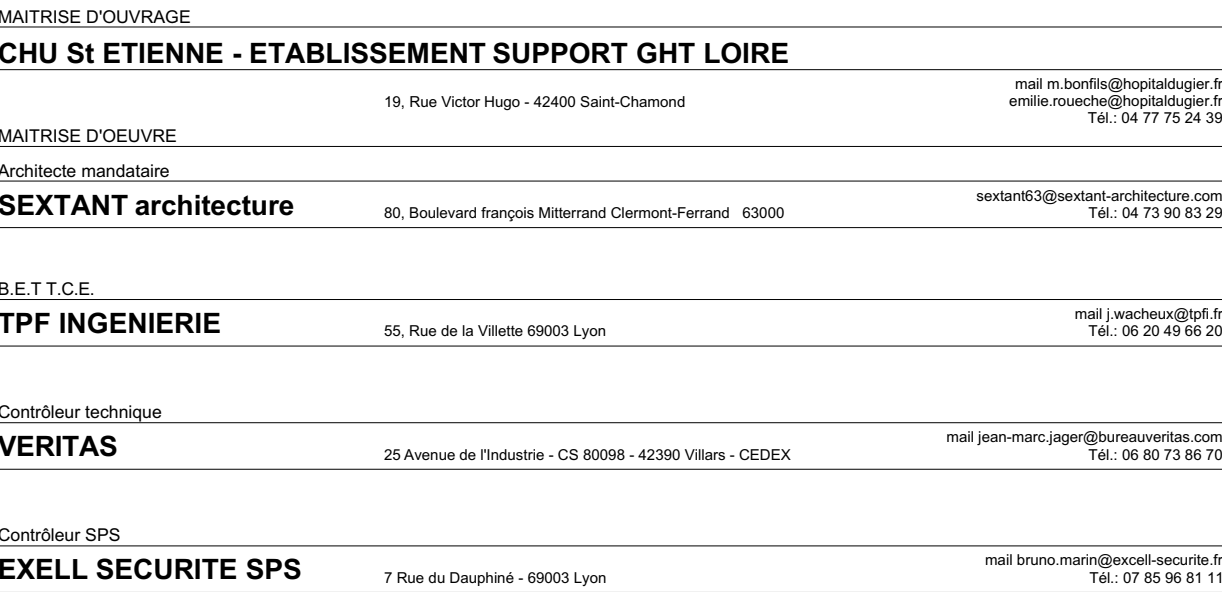 MAITRISE D'OUVRAGE
CHU St ETIENNE - ETABLISSEMENT SUPPORT GHT LOIRE
mail m.bonfils@hopitaldugier.fr
19, Rue Victor Hugo - 42400 Saint-Chamond
emilie.roueche@hopitaldugier.fr
Tél.: 04 77 75 24 39
MAITRISE D'OEUVRE
Architecte mandataire
SEXTANT architecture
80, Boulevard françois Mitterrand Clermont-Ferrand 63000
sextant63@sextant-architecture.com
Tél.: 04 73 90 83 29
B.E.T T.C.E.
TPF INGENIERIE
55, Rue de la Villette 69003 Lyon
mail j.wacheux@tpfi.fr
Tél.: 06 20 49 66 20
Contrôleur technique
VERITAS
25 Avenue de l'Industrie - CS 80098 - 42390 Villars - CEDEX
mail jean-marc.jager@bureauveritas.com
Tél.: 06 80 73 86 70
Contrôleur SPS
EXELL SECURITE SPS
7 Rue du Dauphiné - 69003 Lyon
mail bruno.marin@excell-securite.fr
Tél.: 07 85 96 81 11